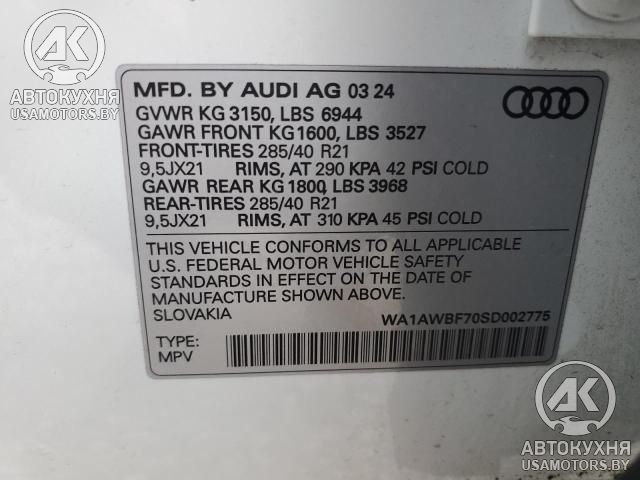 АК
АВТОКУХНЯ
USAMOTORS.BY
MFD. BY AUDI AG 03 24
GVWR KG 3150, LBS 6944
GAWR FRONT KG 1600, LBS 3527
FRONT-TIRES 285/40 R21
9,5JX21 RIMS, AT 290 KPA 42 PSI COLD
GAWR REAR KG 1800, LBS 3968
REAR-TIRES 285/40 R21
9,5JX21 RIMS, AT 310 KPA 45 PSI COLD
THIS VEHICLE CONFORMS TO ALL APPLICABLE
U.S. FEDERAL MOTOR VEHICLE SAFETY
STANDARDS IN EFFECT ON THE DATE OF
MANUFACTURE SHOWN ABOVE.
SLOVAKIA WA1AWBF70SD002775
TYPE:
MPV
АК
АВТОКУХНЯ
USAMOTORS.BY